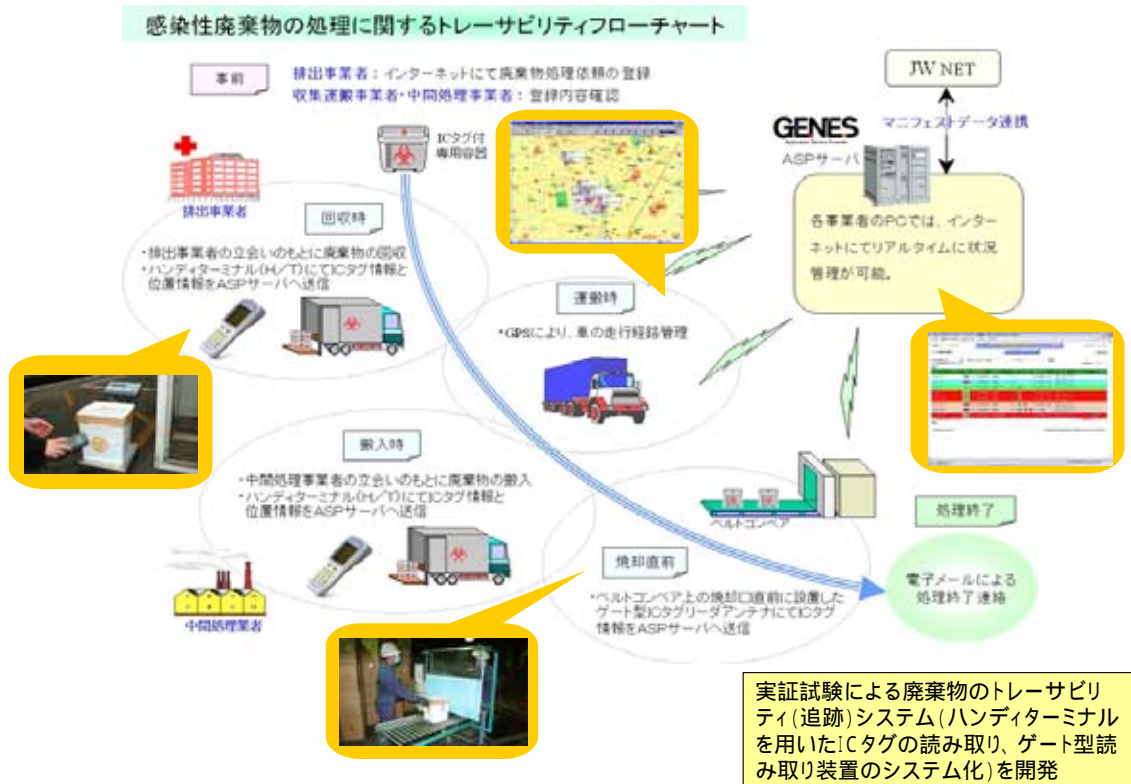 感染性廃棄物の処理に関するトレーサビリティフローチャート
事前
排出事業者：インターネットにて廃棄物処理依頼の登録
収集運搬事業者・中間処理事業者：登録内容確認
JW NET
マニフェストデータ連携
GENES
ASPサーバ
各事業者のPCでは、インター
ネットにてリアルタイムに状況
管理が可能。
ICタグ付
専用容器
排出事業者
回収時
・排出事業者の立会いのもとに廃棄物の回収
・ハンディターミナル(H／T)にてICタグ情報と
位置情報をASPサーバへ送信
運搬時
・GPSにより、車の走行経路管理
搬入時
・中間処理事業者の立会いのもとに廃棄物の搬入
・ハンディターミナル(H／T)にてICタグ情報と
位置情報をASPサーバへ送信
中間処理業者
ベルトコンベア
焼却直前
・ベルトコンベア上の焼却口直前に設置した
ゲート型ICタグリーダアンテナにてICタグ
情報をASPサーバへ送信
処理終了
電子メールによる
処理終了連絡
実証試験による廃棄物のトレーサビリ
ティ(追跡)システム(ハンディターミナル
を用いたICタグの読み取り、ゲート型読
み取り装置のシステム化)を開発